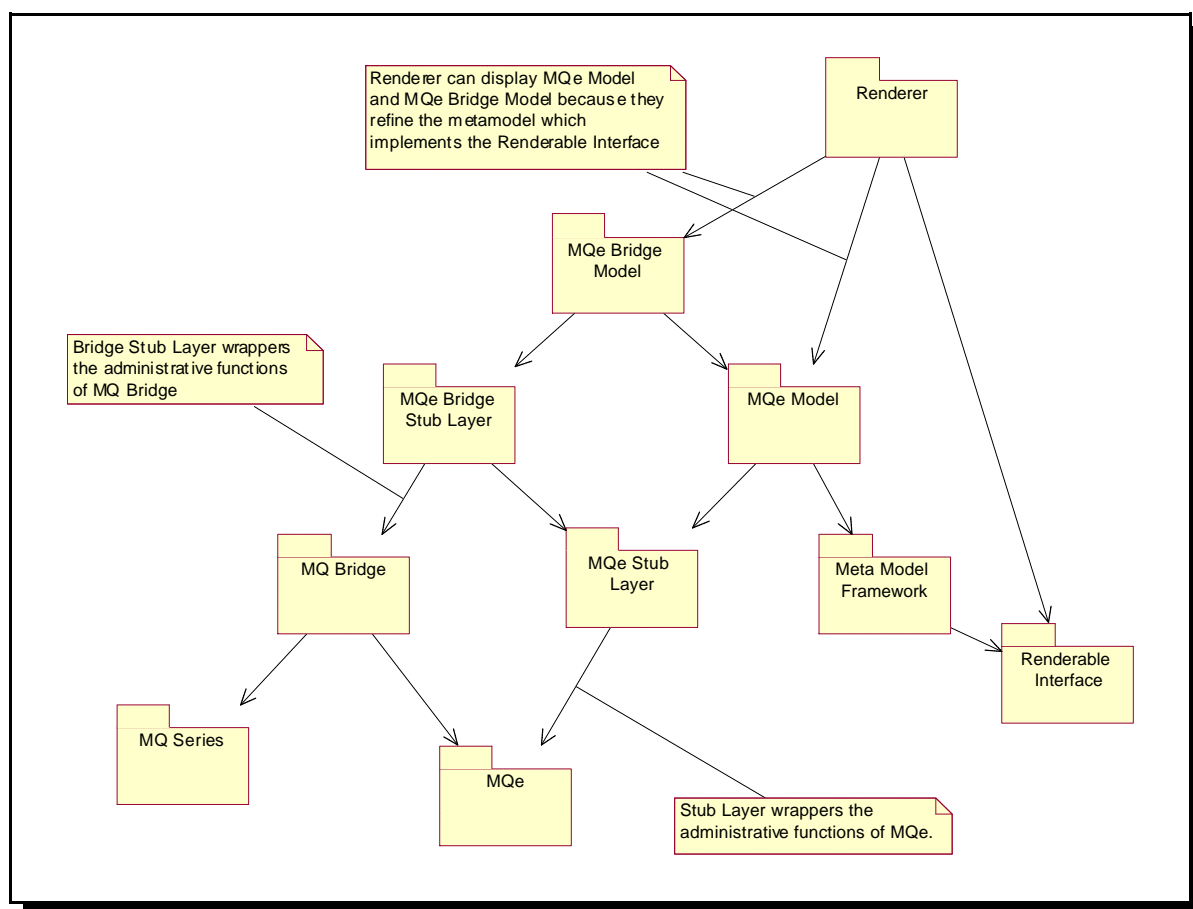 Renderer can display MQe Model
and MQe Bridge Model because they
refine the metamodel which
implements the Renderable Interface
Renderer
MQe Bridge
Model
Bridge Stub Layer wrappers
the administrative functions
of MQ Bridge
MQe Bridge
Stub Layer
MQe Model
MQ Bridge
MQe Stub
Layer
Meta Model
Framework
Renderable
Interface
MQ Series
MQe
Stub Layer wrappers the
administrative functions of MQe.